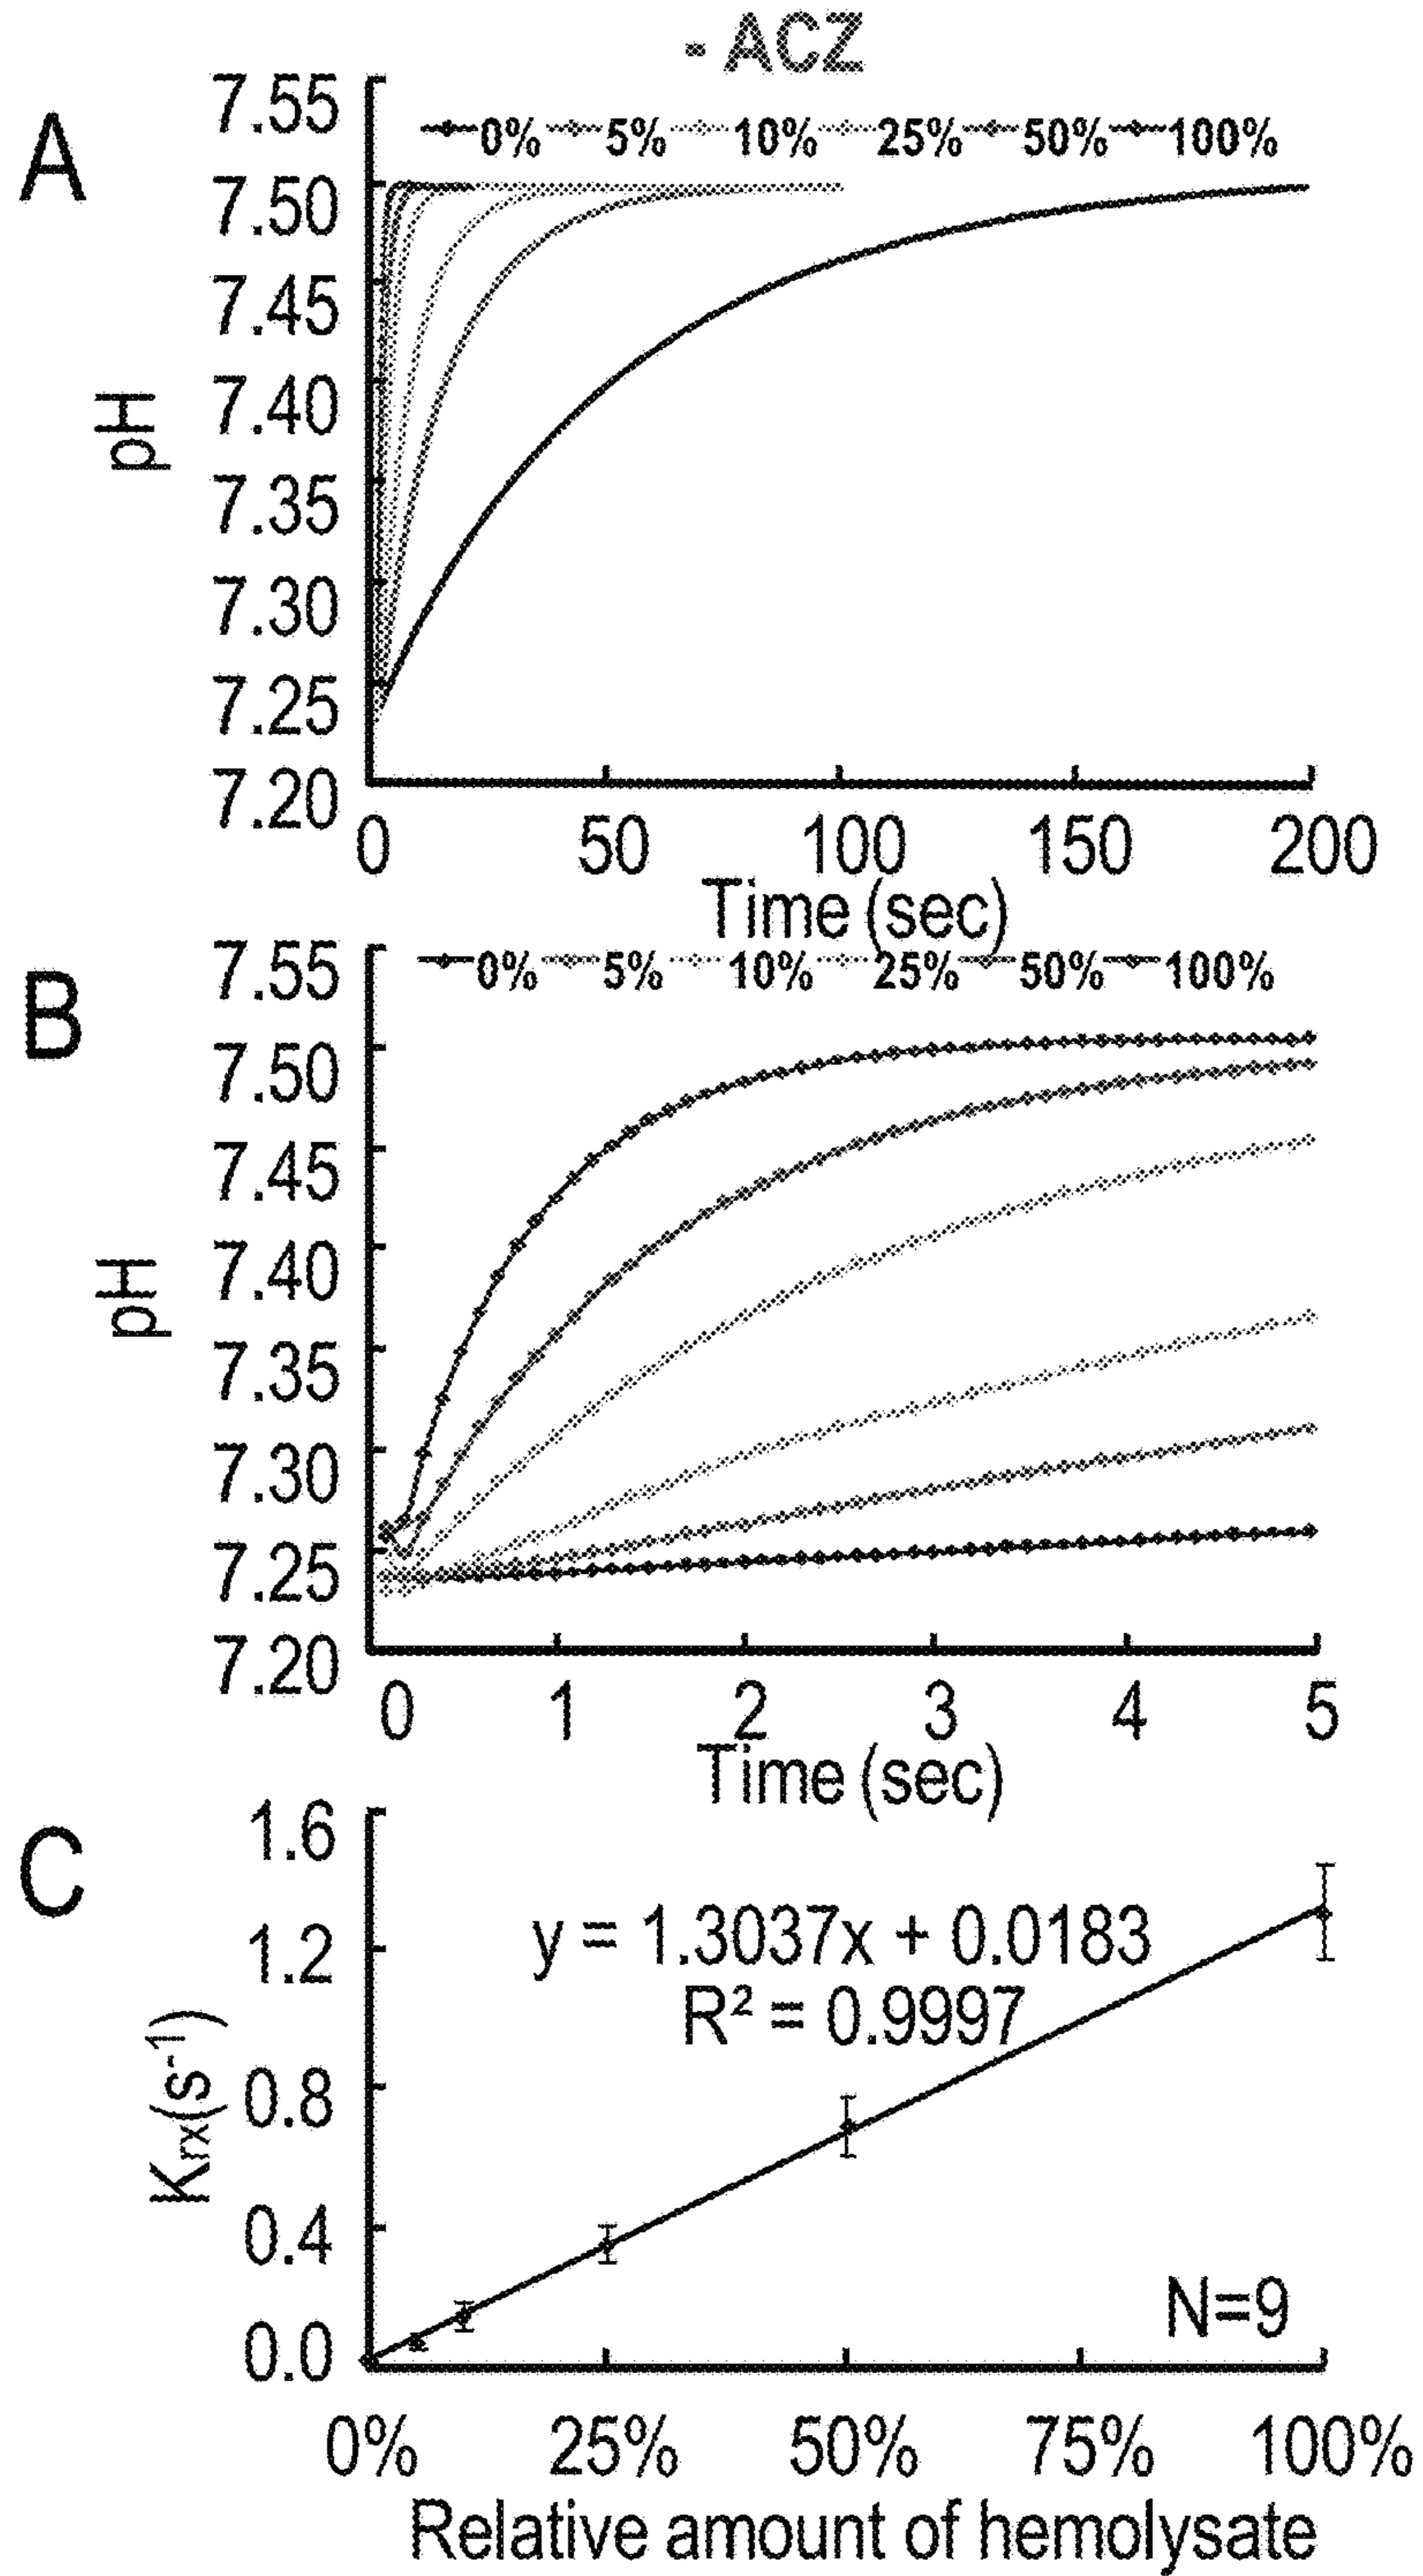 - ACZ
A
7.55
0% 5% 10% 25% 50% 100%
7.50
7.45
7.40
pH
7.35
7.30
7.25
7.20
0 50 100 150 200
Time (sec)
B
7.55
0% 5% 10% 25% 50% 100%
7.50
7.45
7.40
pH
7.35
7.30
7.25
7.20
0 1 2 3 4 5
Time (sec)
C
1.6
y = 1.3037x + 0.0183
1.2
R² = 0.9997
Krx(s⁻¹)
0.8
0.4
N=9
0.0
0% 25% 50% 75% 100%
Relative amount of hemolysate